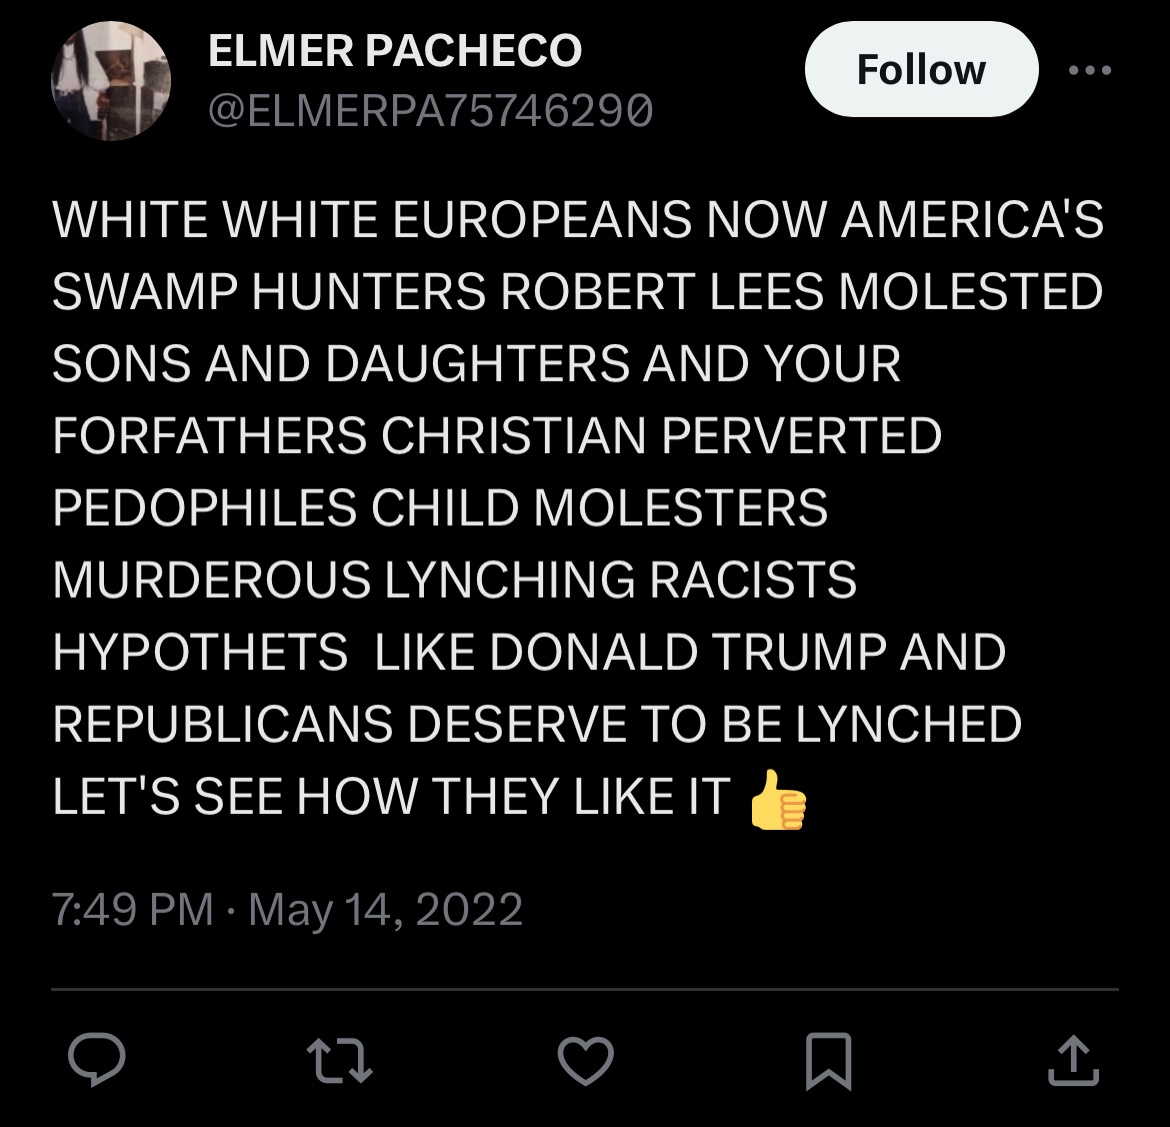 ELMER PACHECO
Follow
@ELMERPA75746290
WHITE WHITE EUROPEANS NOW AMERICA'S
SWAMP HUNTERS ROBERT LEES MOLESTED
SONS AND DAUGHTERS AND YOUR
FORFATHERS CHRISTIAN PERVERTED
PEDOPHILES CHILD MOLESTERS
MURDEROUS LYNCHING RACISTS
HYPOTHETS  LIKE DONALD TRUMP AND
REPUBLICANS DESERVE TO BE LYNCHED
LET'S SEE HOW THEY LIKE IT 👍
7:49 PM · May 14, 2022